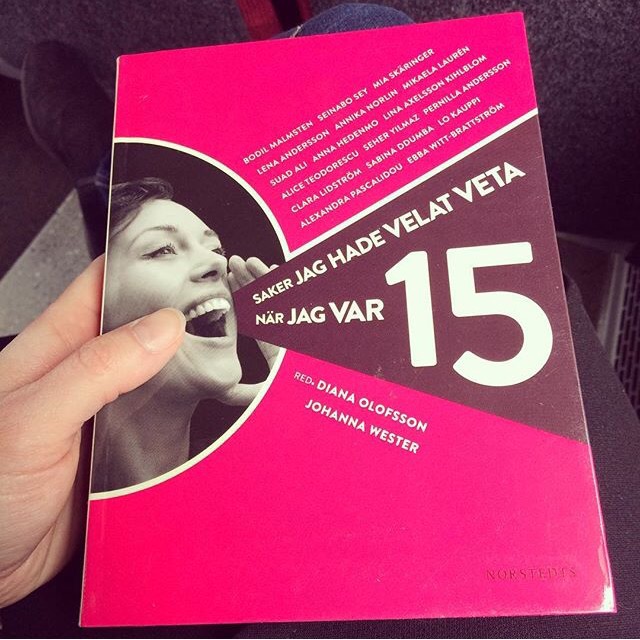 BODIL MALMSTEN SEINABO SEY MIA SKÄRINGER
LENA ANDERSSON ANNIKA NORLIN MIKAELA LAURÉN
SUAD ALI ANNA HEDENMO LINA AXELSSON KIHLBLOM
ALICE TEODORESCU SEHER YILMAZ PERNILLA ANDERSSON
CLARA LIDSTRÖM SABINA DDUMBA LO KAUPPI
ALEXANDRA PASCALIDOU EBBA WITT-BRATTSTRÖM
SAKER JAG HADE VELAT VETA
NÄR JAG VAR 15
RED. DIANA OLOFSSON
JOHANNA WESTER
NORSTEDTS